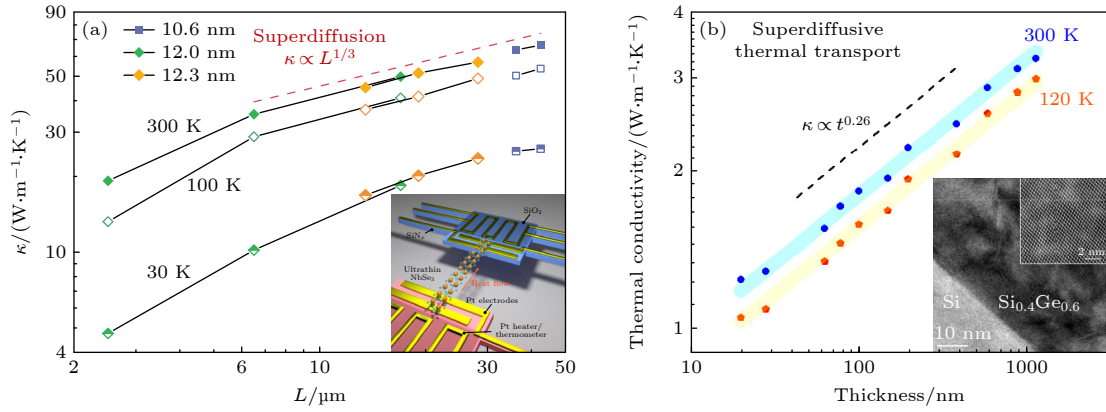 (a)
10.6 nm
12.0 nm
12.3 nm
Superdiffusion
κ ∝ L^1/3
300 K
100 K
30 K
κ/(W·m⁻¹·K⁻¹)
90
50
30
10
4
2
6
10
30
50
L/μm
SiO₂
SiNₓ
Ultrathin
NbSe₃
Heat flow
Pt electrodes
Pt heater/
thermometer
(b)
Superdiffusive
thermal transport
300 K
120 K
κ ∝ t^0.26
Thermal conductivity/(W·m⁻¹·K⁻¹)
4
3
2
1
10
100
1000
Thickness/nm
2 nm
Si
Si₀.₄Ge₀.₆
10 nm